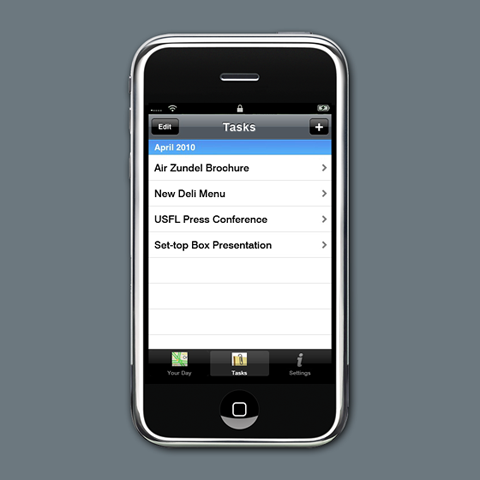 Edit
Tasks
+
April 2010
Air Zundel Brochure
New Deli Menu
USFL Press Conference
Set-top Box Presentation
Your Day
Tasks
Settings